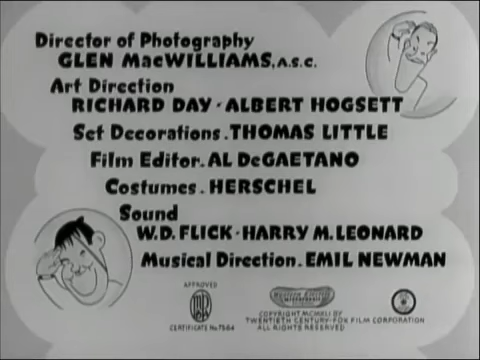 Director of Photography
GLEN MacWILLIAMS, A.S.C.
Art Direction
RICHARD DAY · ALBERT HOGSETT
Set Decorations . THOMAS LITTLE
Film Editor. AL DeGAETANO
Costumes . HERSCHEL
Sound
W.D. FLICK · HARRY M. LEONARD
Musical Direction. EMIL NEWMAN
APPROVED
CERTIFICATE No. 7564
COPYRIGHT MCMXLI BY
TWENTIETH CENTURY-FOX FILM CORPORATION
ALL RIGHTS RESERVED